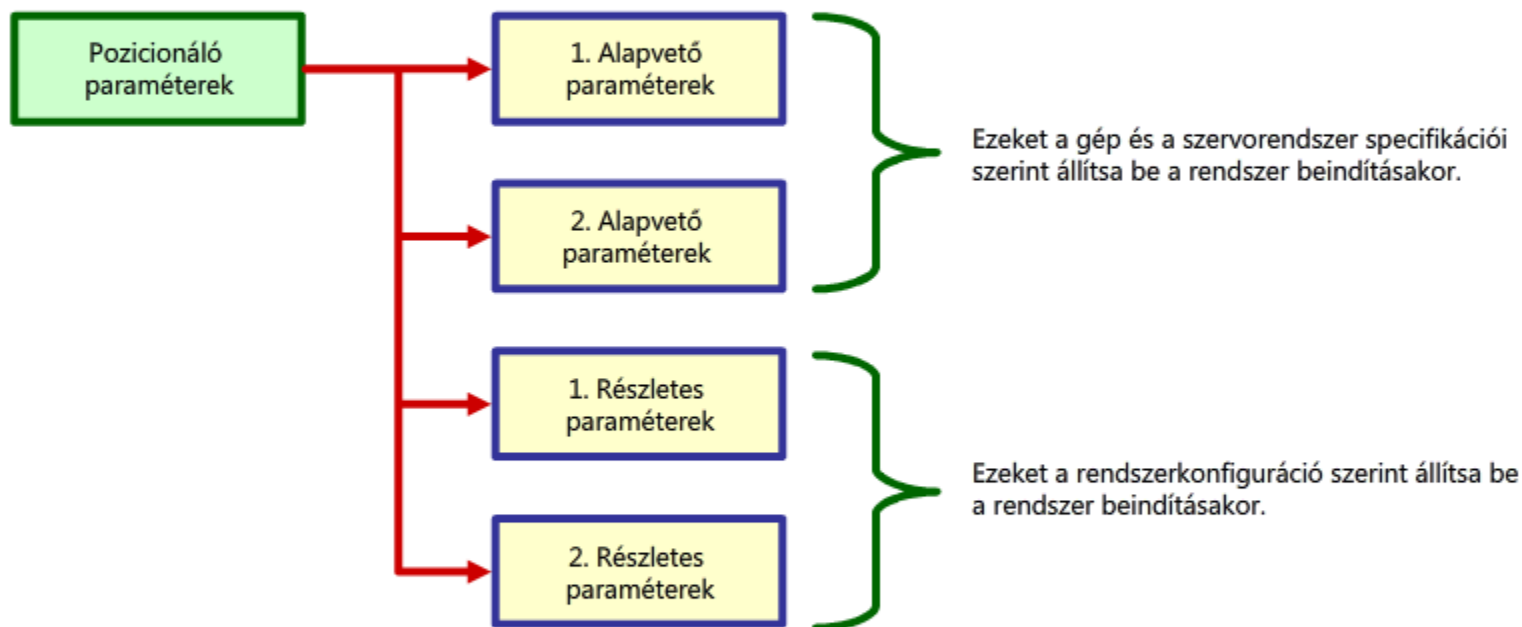 Pozicionáló
paraméterek
1. Alapvető
paraméterek
2. Alapvető
paraméterek
Ezeket a gép és a szervorendszer specifikációi
szerint állítsa be a rendszer beindításakor.
1. Részletes
paraméterek
2. Részletes
paraméterek
Ezeket a rendszerkonfiguráció szerint állítsa be
a rendszer beindításakor.